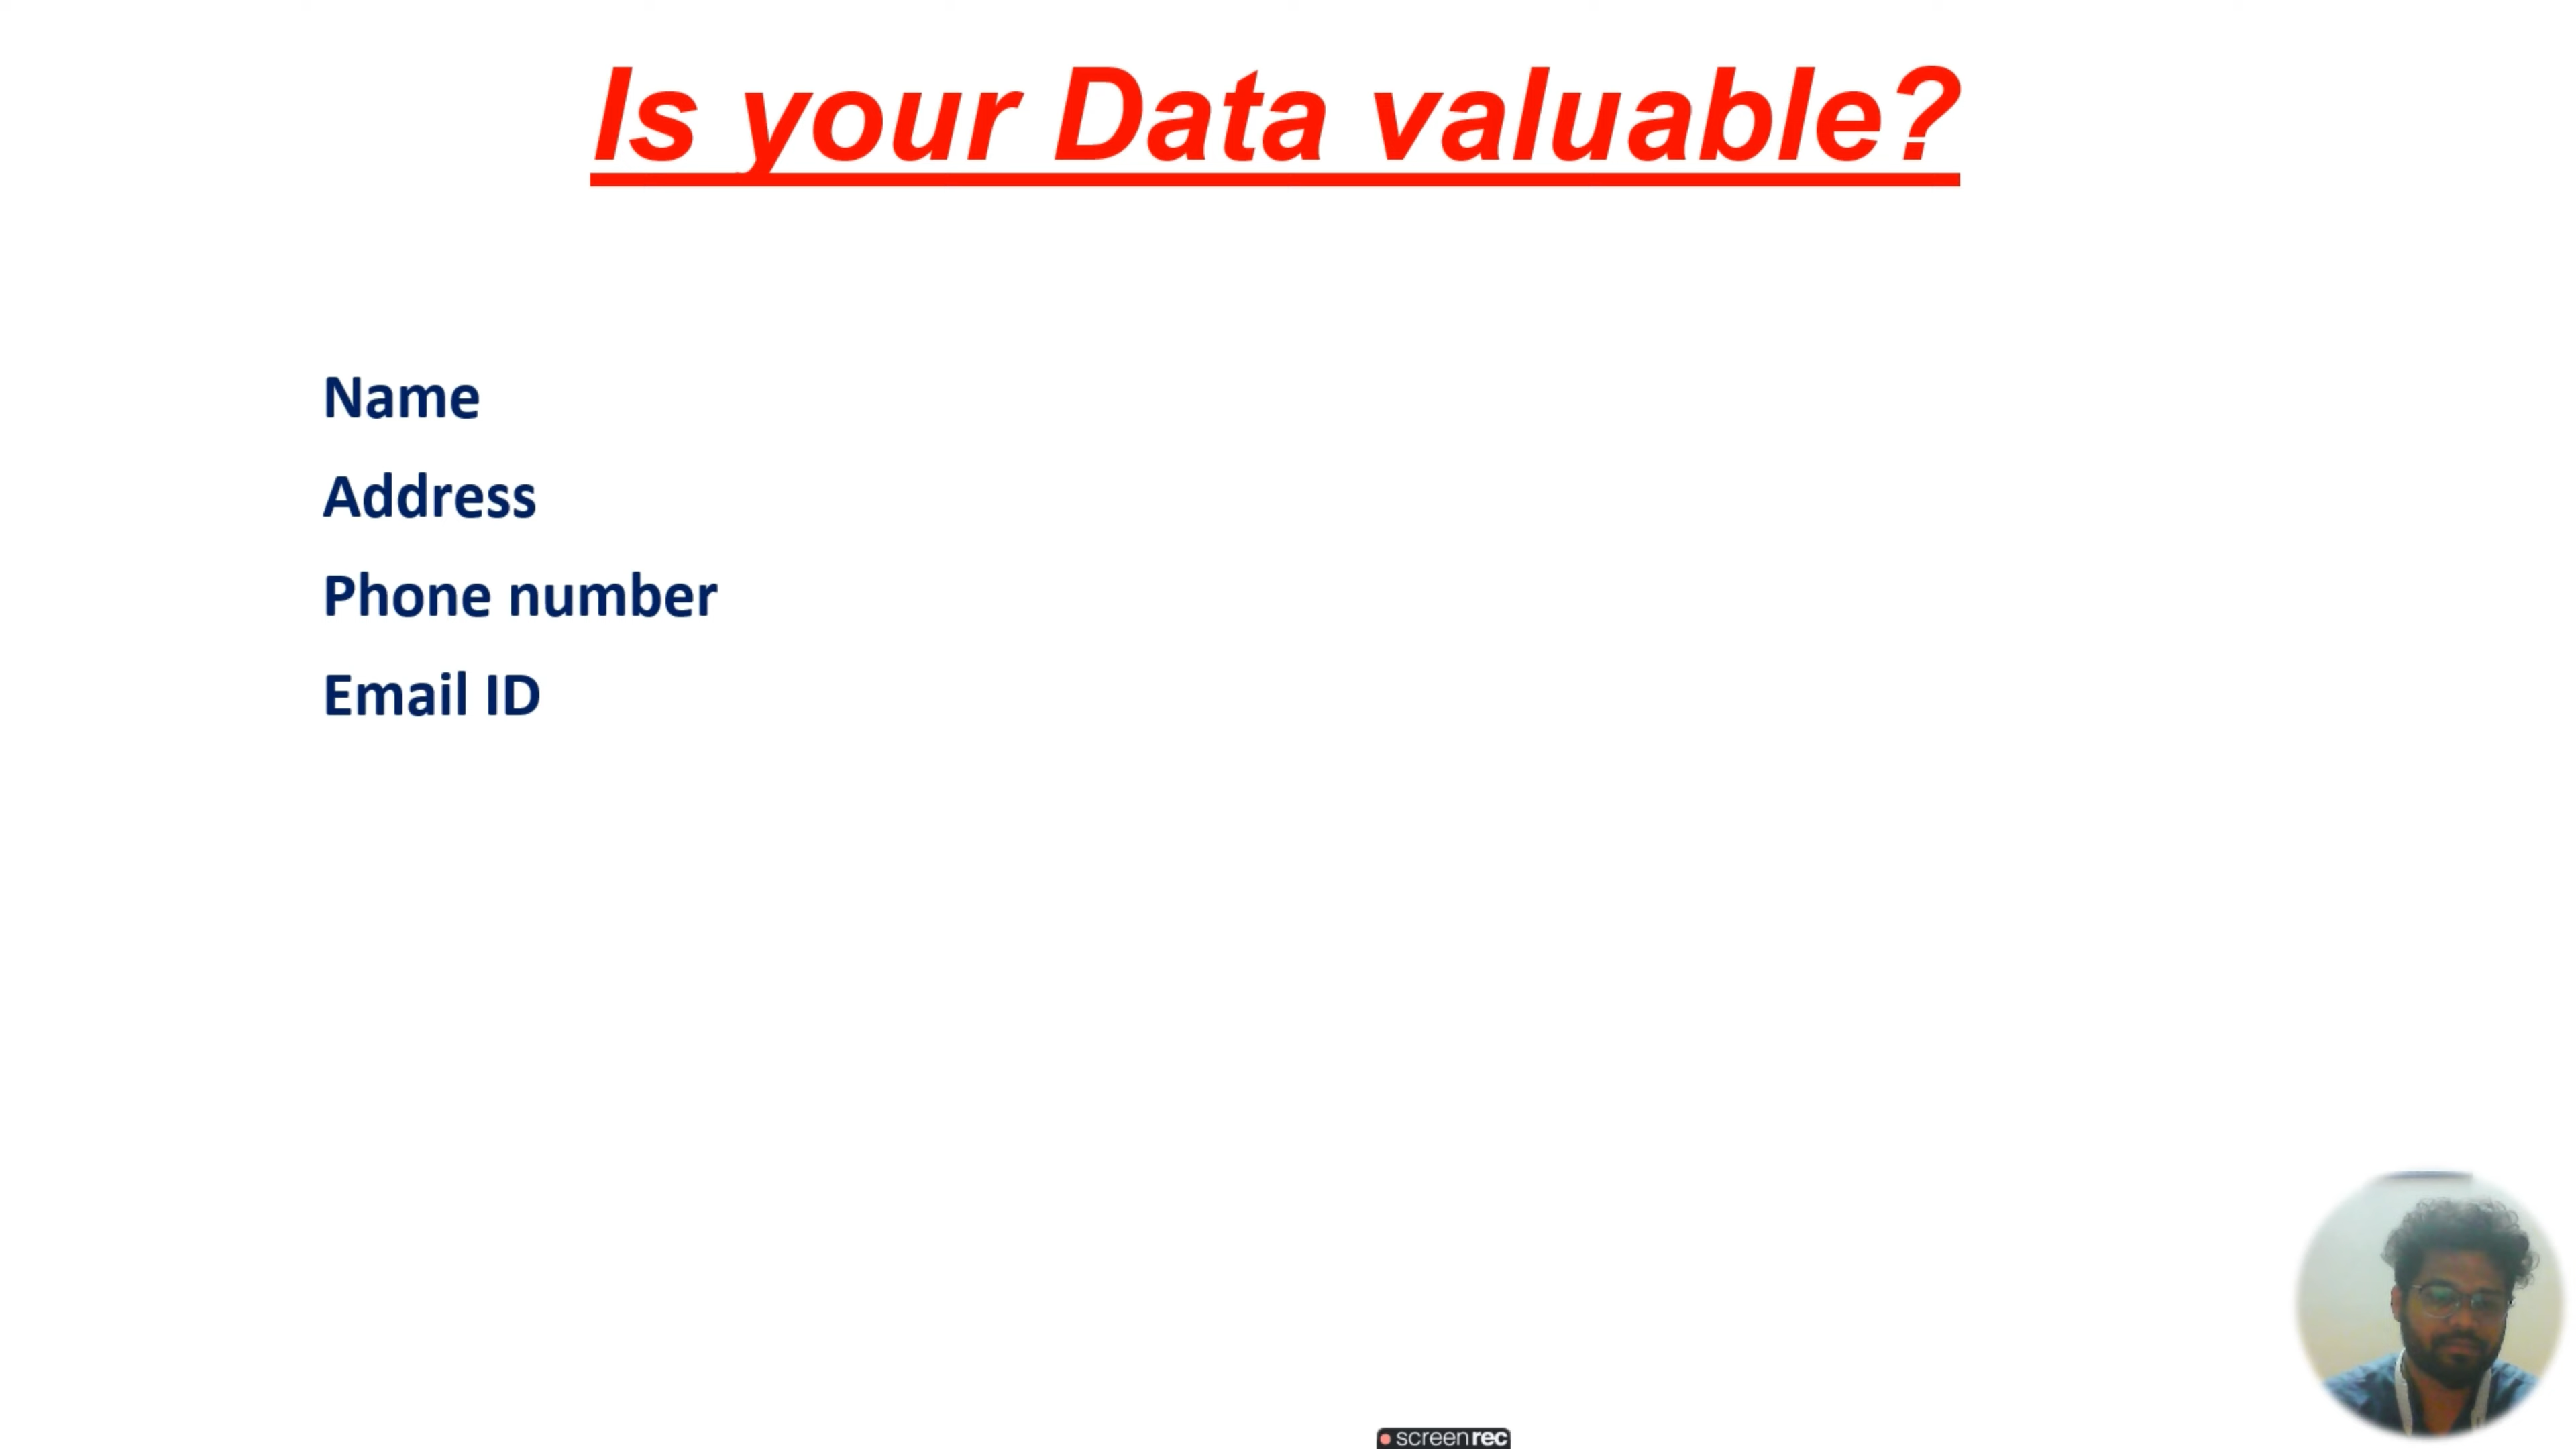 Is your Data valuable?
Name
Address
Phone number
Email ID
screenrec